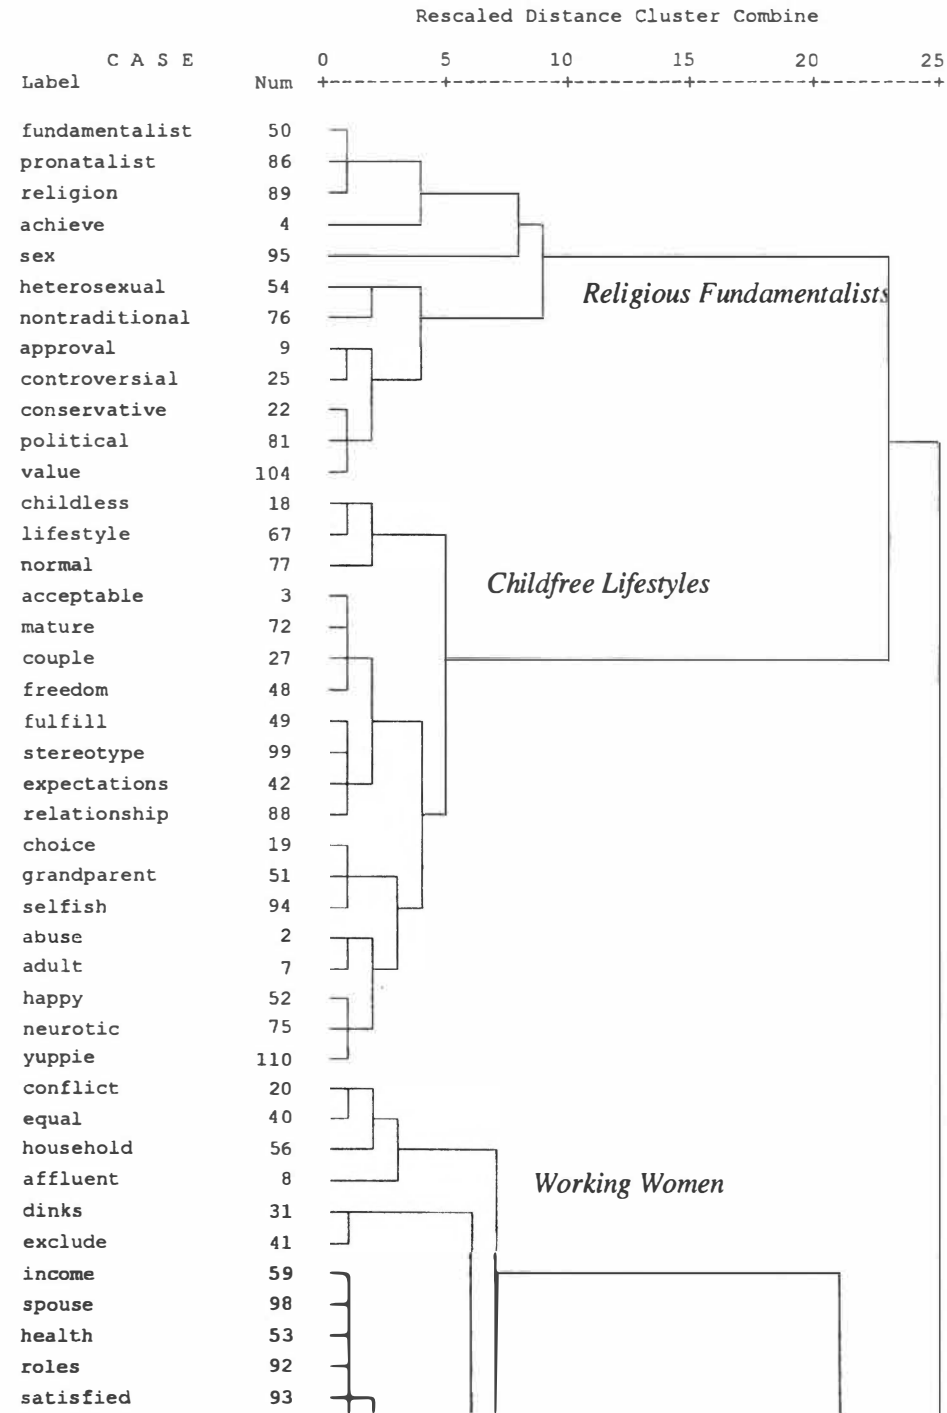 Rescaled Distance Cluster Combine
C A S E 0 5 10 15 20 25
Label Num +---------+---------+---------+---------+---------+
fundamentalist 50
pronatalist 86
religion 89
achieve 4
sex 95
heterosexual 54
Religious Fundamentalists
nontraditional 76
approval 9
controversial 25
conservative 22
political 81
value 104
childless 18
lifestyle 67
normal 77
Childfree Lifestyles
acceptable 3
mature 72
couple 27
freedom 48
fulfill 49
stereotype 99
expectations 42
relationship 88
choice 19
grandparent 51
selfish 94
abuse 2
adult 7
happy 52
neurotic 75
yuppie 110
conflict 20
equal 40
household 56
affluent 8
Working Women
dinks 31
exclude 41
income 59
spouse 98
health 53
roles 92
satisfied 93